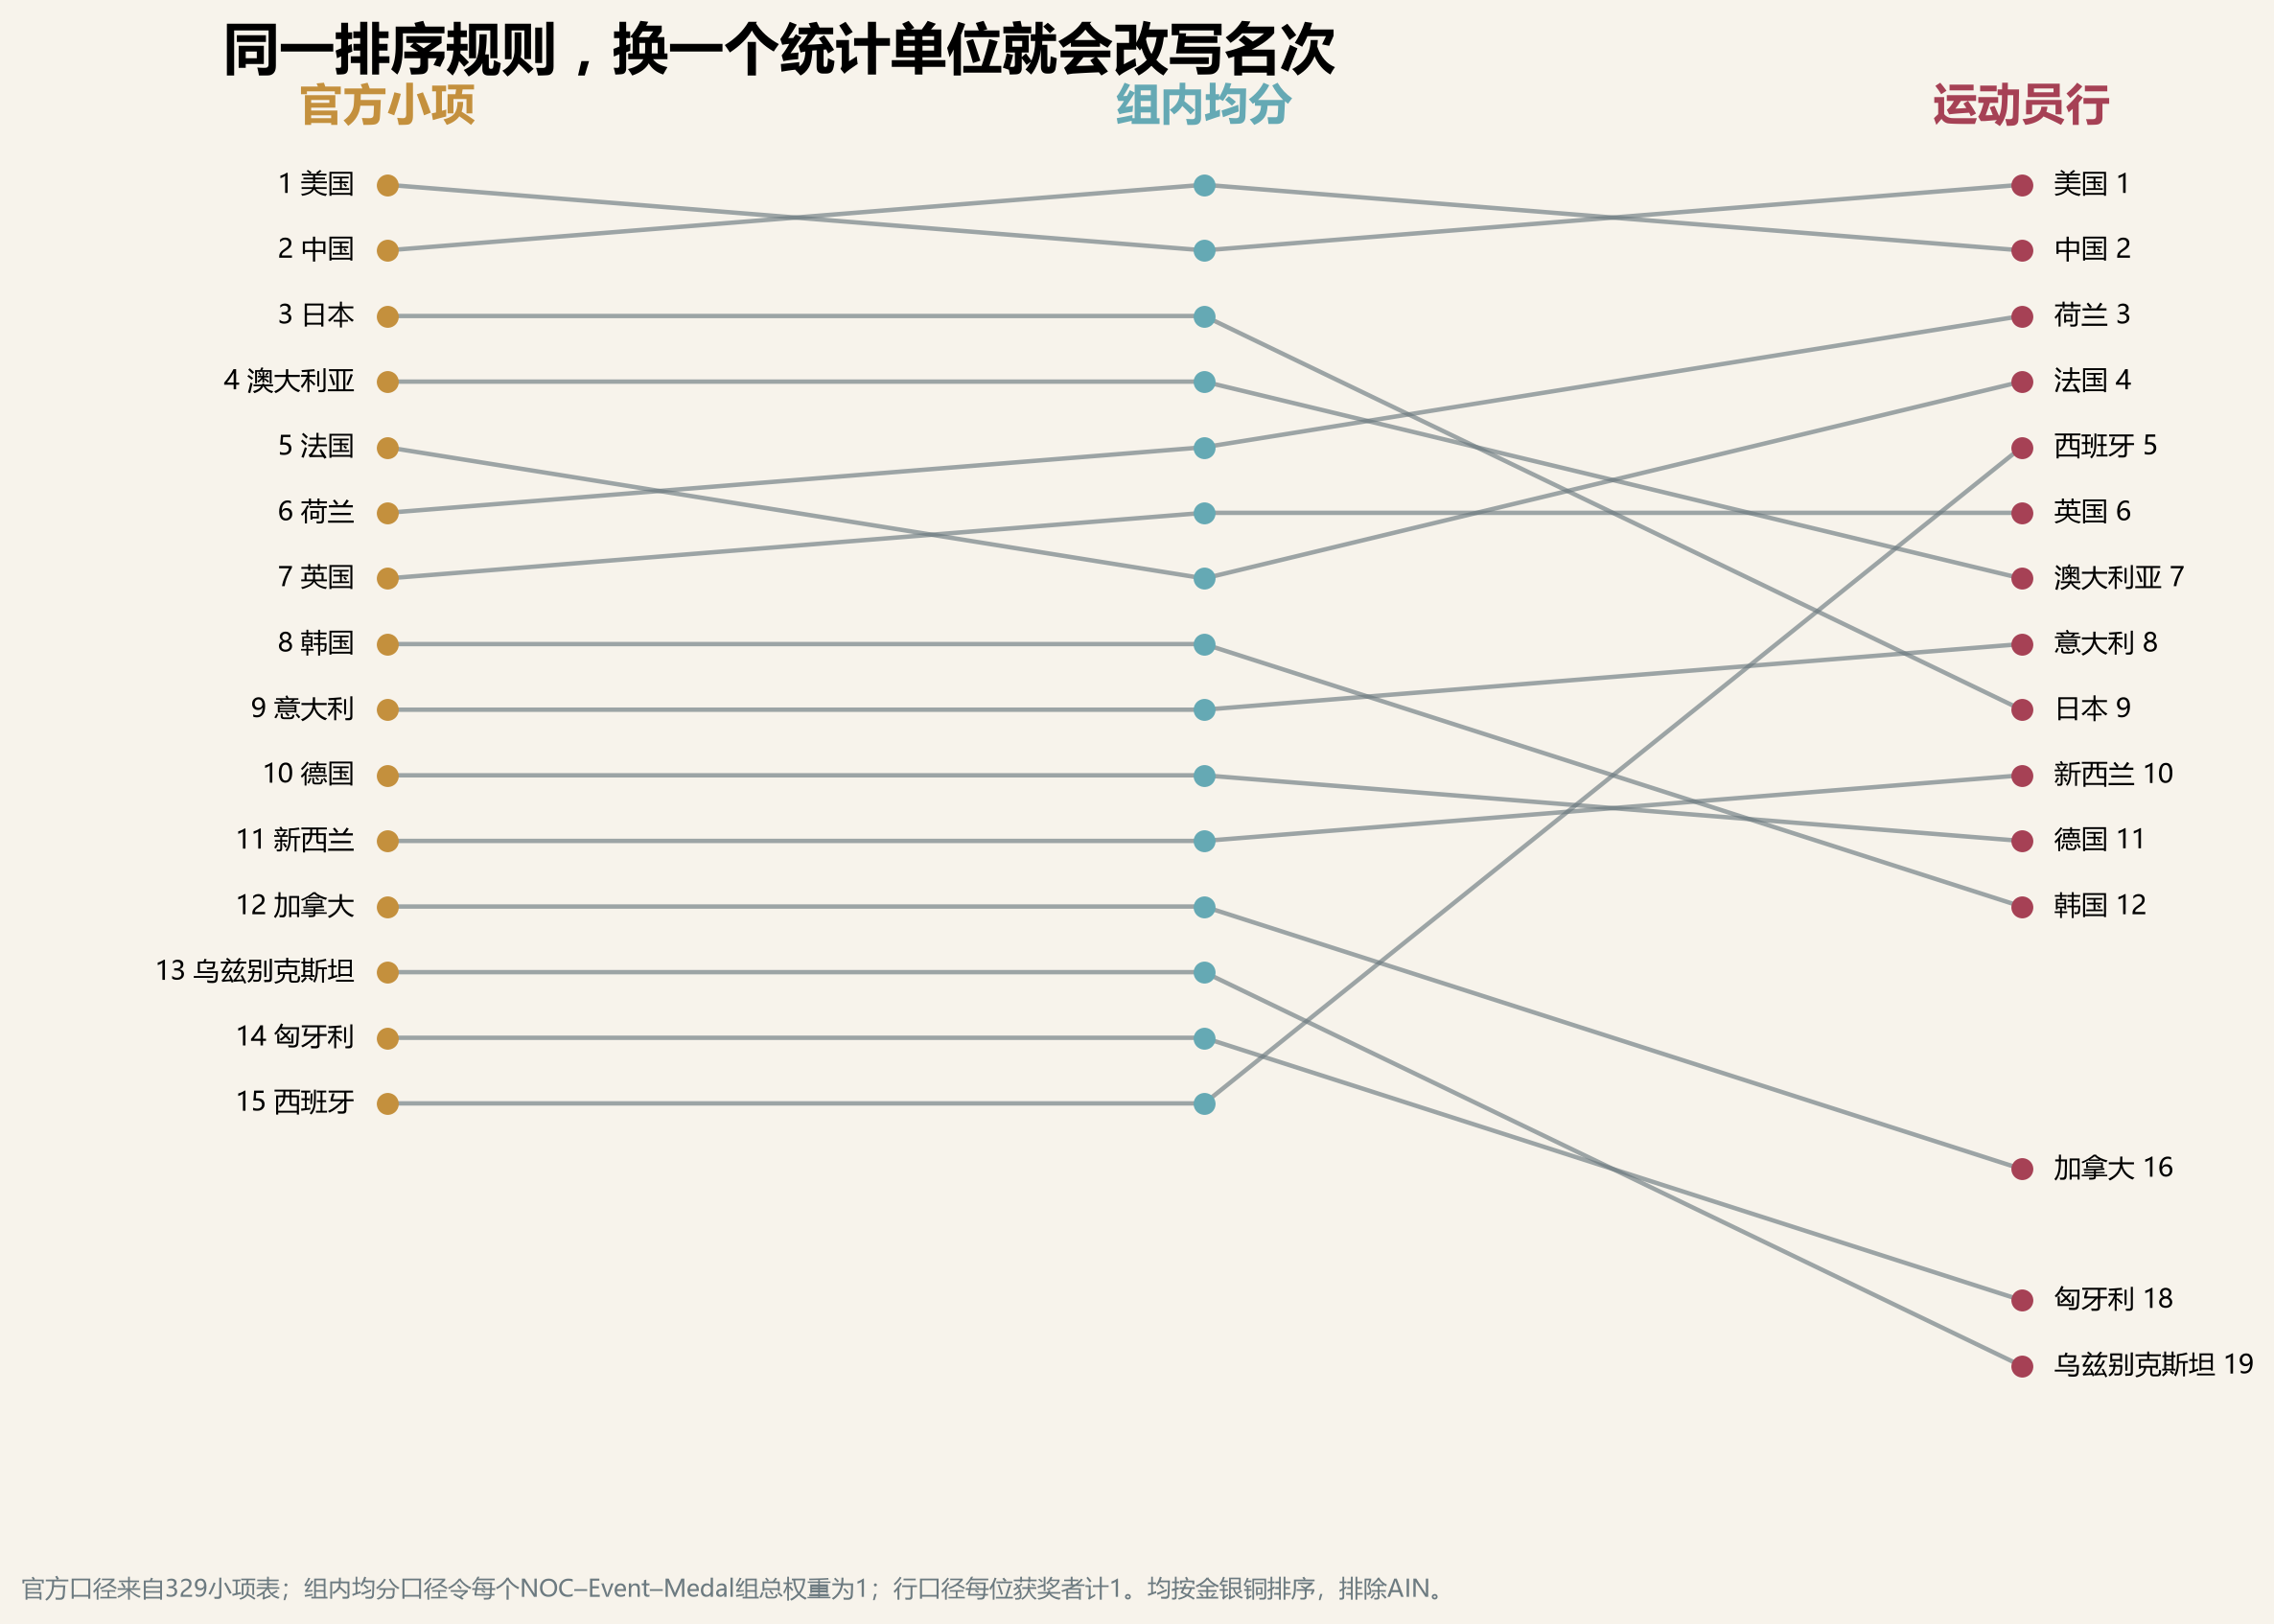 同一排序规则，换一个统计单位就会改写名次
官方小项 组内均分 运动员行
1 美国 美国 1
2 中国 中国 2
3 日本 荷兰 3
4 澳大利亚 法国 4
5 法国 西班牙 5
6 荷兰 英国 6
7 英国 澳大利亚 7
8 韩国 意大利 8
9 意大利 日本 9
10 德国 新西兰 10
11 新西兰 德国 11
12 加拿大 韩国 12
13 乌兹别克斯坦
14 匈牙利
15 西班牙
加拿大 16
匈牙利 18
乌兹别克斯坦 19
官方口径来自329小项表；组内均分口径令每个NOC–Event–Medal组总权重为1；行口径每位获奖者计1。均按金银铜排序，排除AIN。